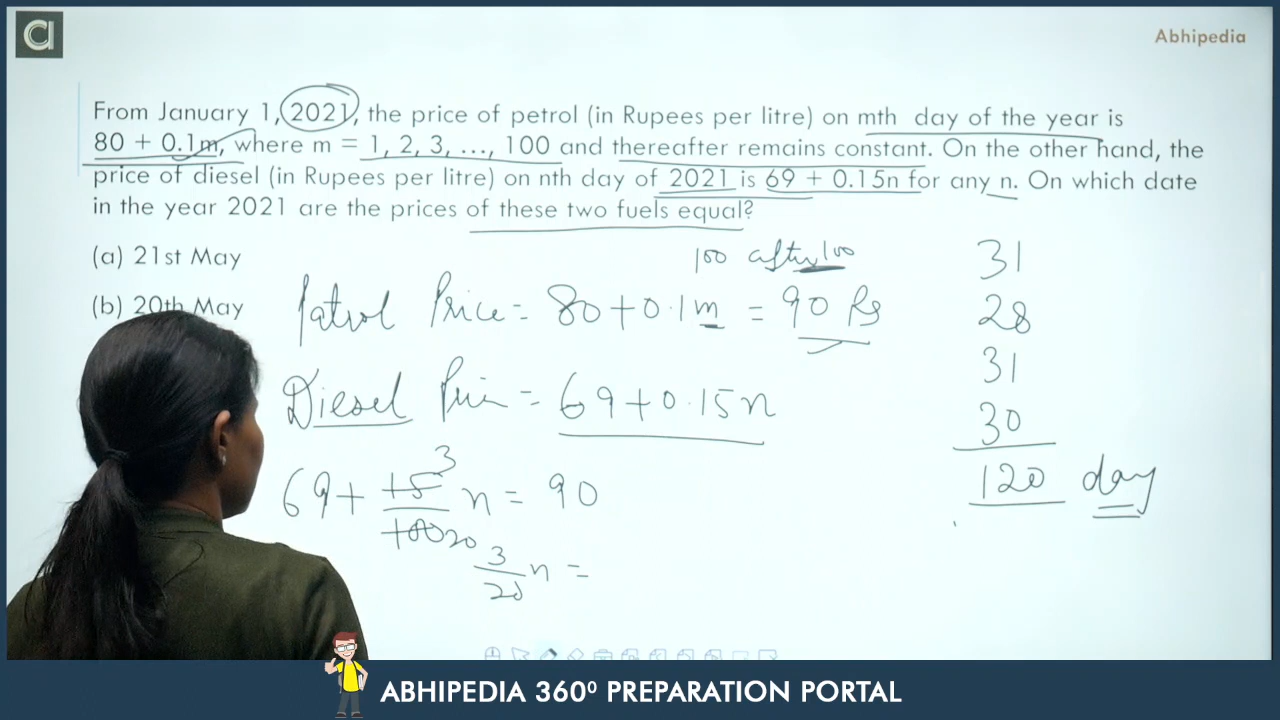 Abhipedia
From January 1, 2021, the price of petrol (in Rupees per litre) on mth day of the year is
80 + 0.1m, where m = 1, 2, 3, ..., 100 and thereafter remains constant. On the other hand, the
price of diesel (in Rupees per litre) on nth day of 2021 is 69 + 0.15n for any n. On which date
in the year 2021 are the prices of these two fuels equal?
(a) 21st May
(b) 20th May
100 after 100
Patrol Price = 80 + 0.1 m = 90 Rs
Diesel = 69 + 0.15 n
69 + 15/100 n = 90
3
20
3/20 n =
31
28
31
30
120 day
ABHIPEDIA 360⁰ PREPARATION PORTAL